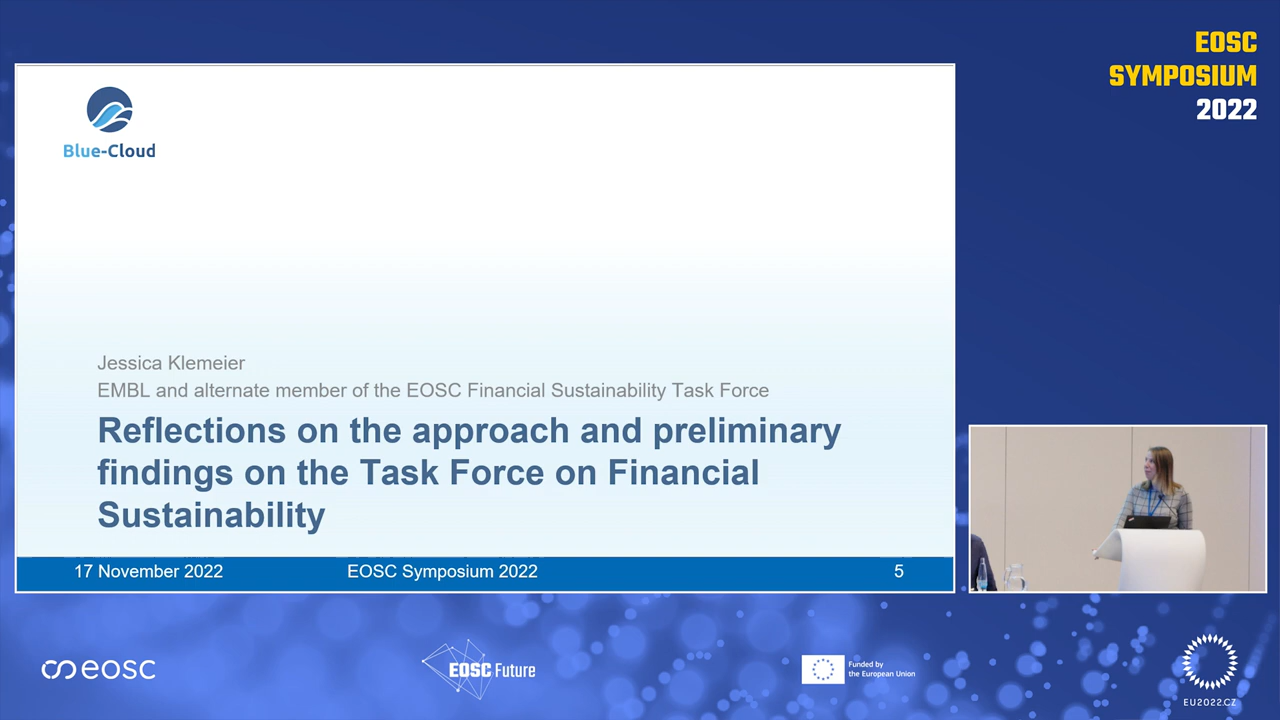 EOSC
SYMPOSIUM
2022
Blue-Cloud
Jessica Klemeier
EMBL and alternate member of the EOSC Financial Sustainability Task Force
Reflections on the approach and preliminary
findings on the Task Force on Financial
Sustainability
17 November 2022
EOSC Symposium 2022
5
eosc
EOSC Future
Funded by
the European Union
EU2022.CZ